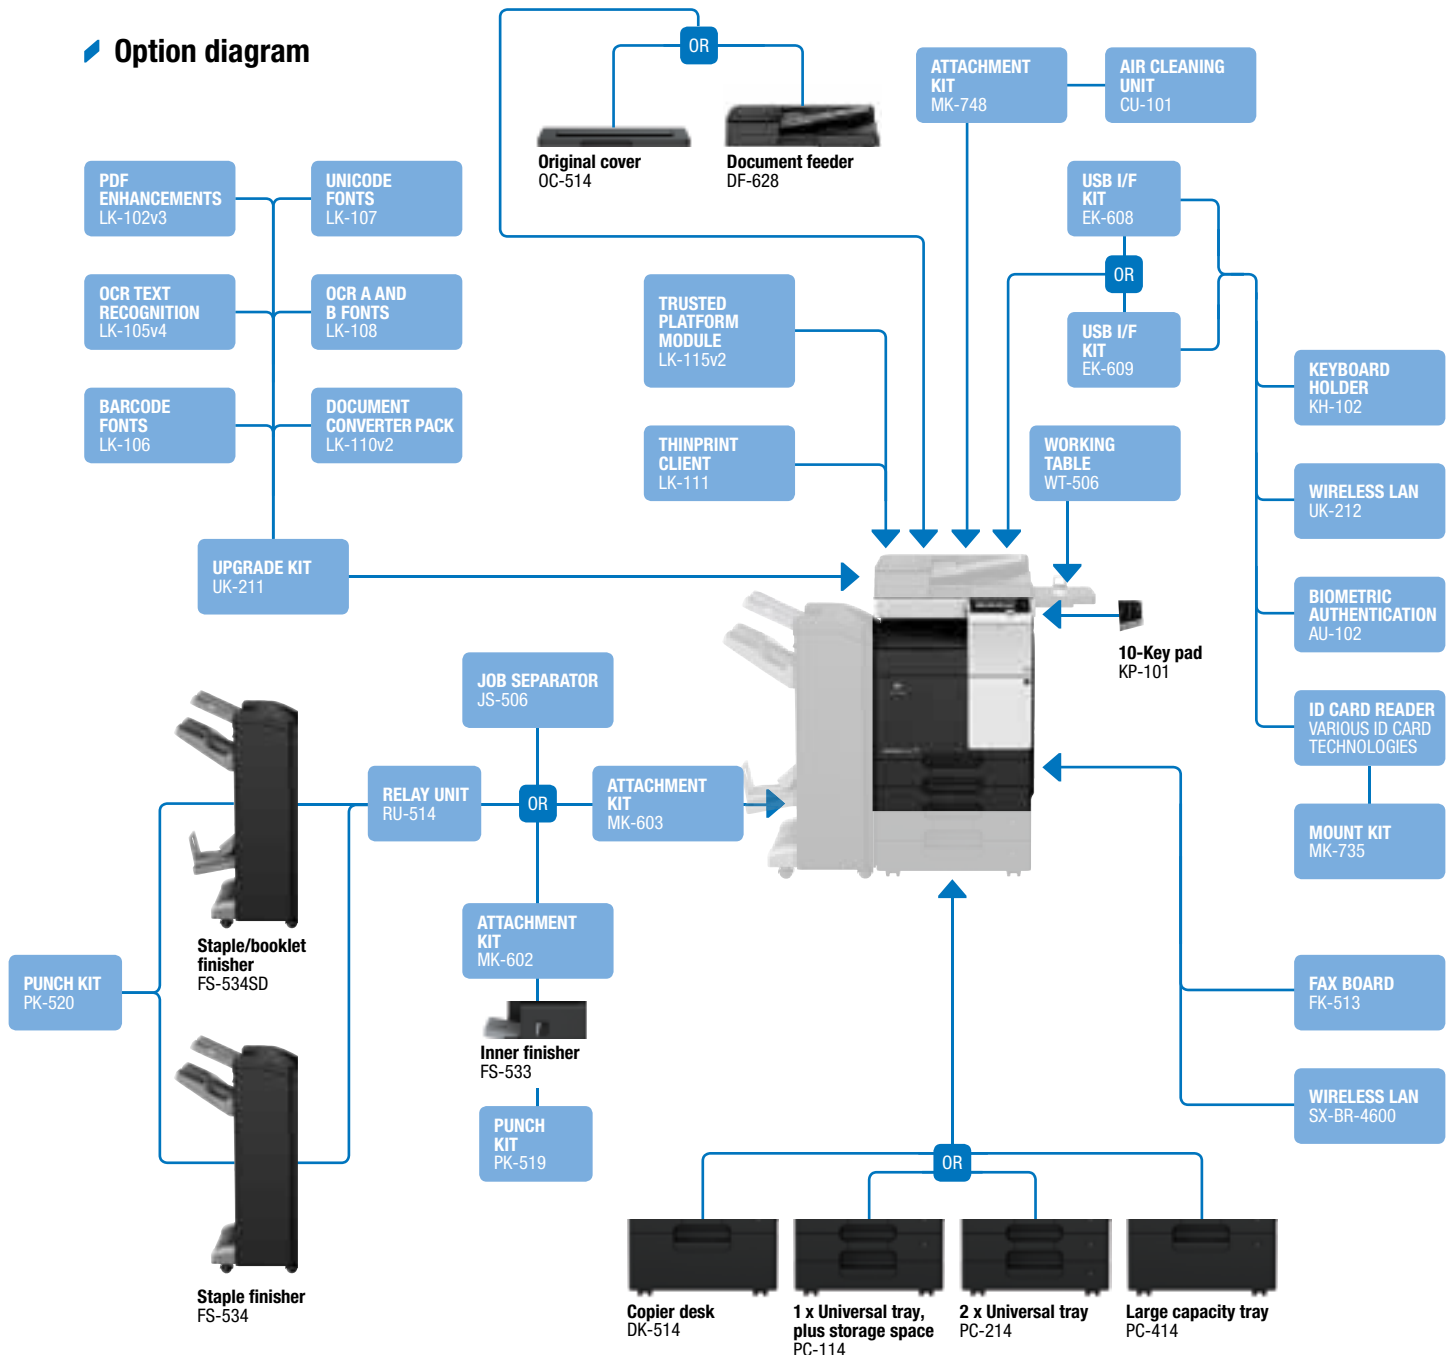 Option diagram
OR
Original cover
OC-514
Document feeder
DF-628
ATTACHMENT
KIT
MK-748
AIR CLEANING
UNIT
CU-101
PDF
ENHANCEMENTS
LK-102v3
UNICODE
FONTS
LK-107
OCR TEXT
RECOGNITION
LK-105v4
OCR A AND
B FONTS
LK-108
BARCODE
FONTS
LK-106
DOCUMENT
CONVERTER PACK
LK-110v2
UPGRADE KIT
UK-211
TRUSTED
PLATFORM
MODULE
LK-115v2
THINPRINT
CLIENT
LK-111
USB I/F
KIT
EK-608
OR
USB I/F
KIT
EK-609
WORKING
TABLE
WT-506
10-Key pad
KP-101
KEYBOARD
HOLDER
KH-102
WIRELESS LAN
UK-212
BIOMETRIC
AUTHENTICATION
AU-102
ID CARD READER
VARIOUS ID CARD
TECHNOLOGIES
MOUNT KIT
MK-735
JOB SEPARATOR
JS-506
RELAY UNIT
RU-514
OR
ATTACHMENT
KIT
MK-603
ATTACHMENT
KIT
MK-602
Inner finisher
FS-533
PUNCH
KIT
PK-519
Staple/booklet
finisher
FS-534SD
PUNCH KIT
PK-520
Staple finisher
FS-534
FAX BOARD
FK-513
WIRELESS LAN
SX-BR-4600
OR
Copier desk
DK-514
1 x Universal tray,
plus storage space
PC-114
2 x Universal tray
PC-214
Large capacity tray
PC-414